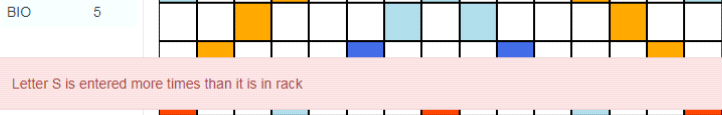 BIO 5
Letter S is entered more times than it is in rack